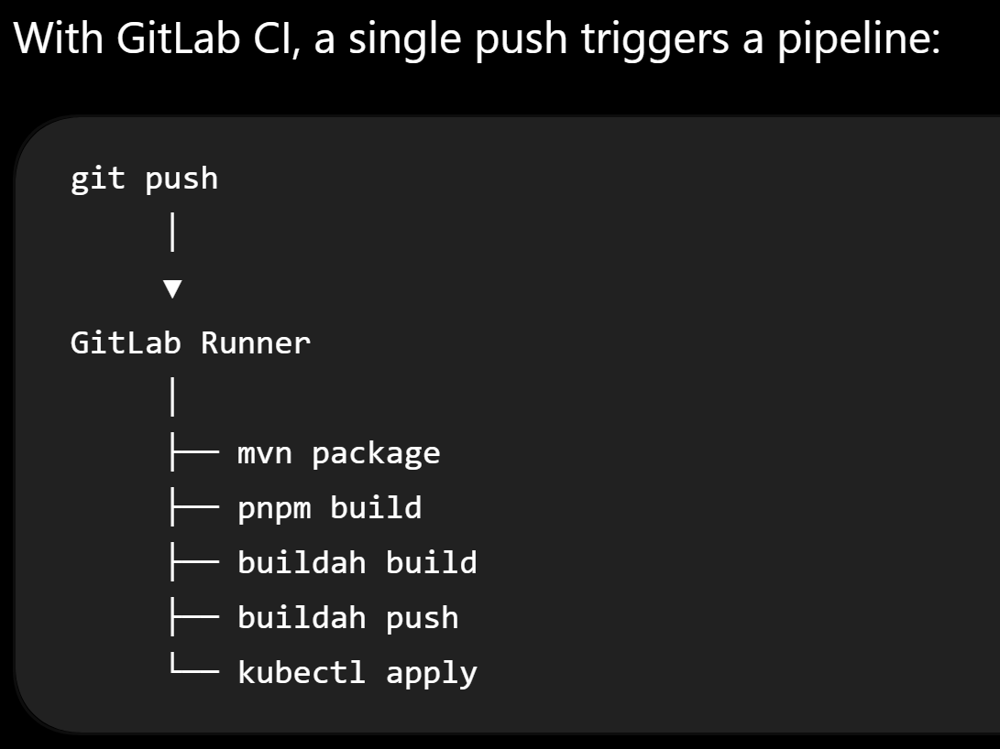 With GitLab CI, a single push triggers a pipeline:
git push
│
▼
GitLab Runner
│
├── mvn package
├── pnpm build
├── buildah build
├── buildah push
└── kubectl apply